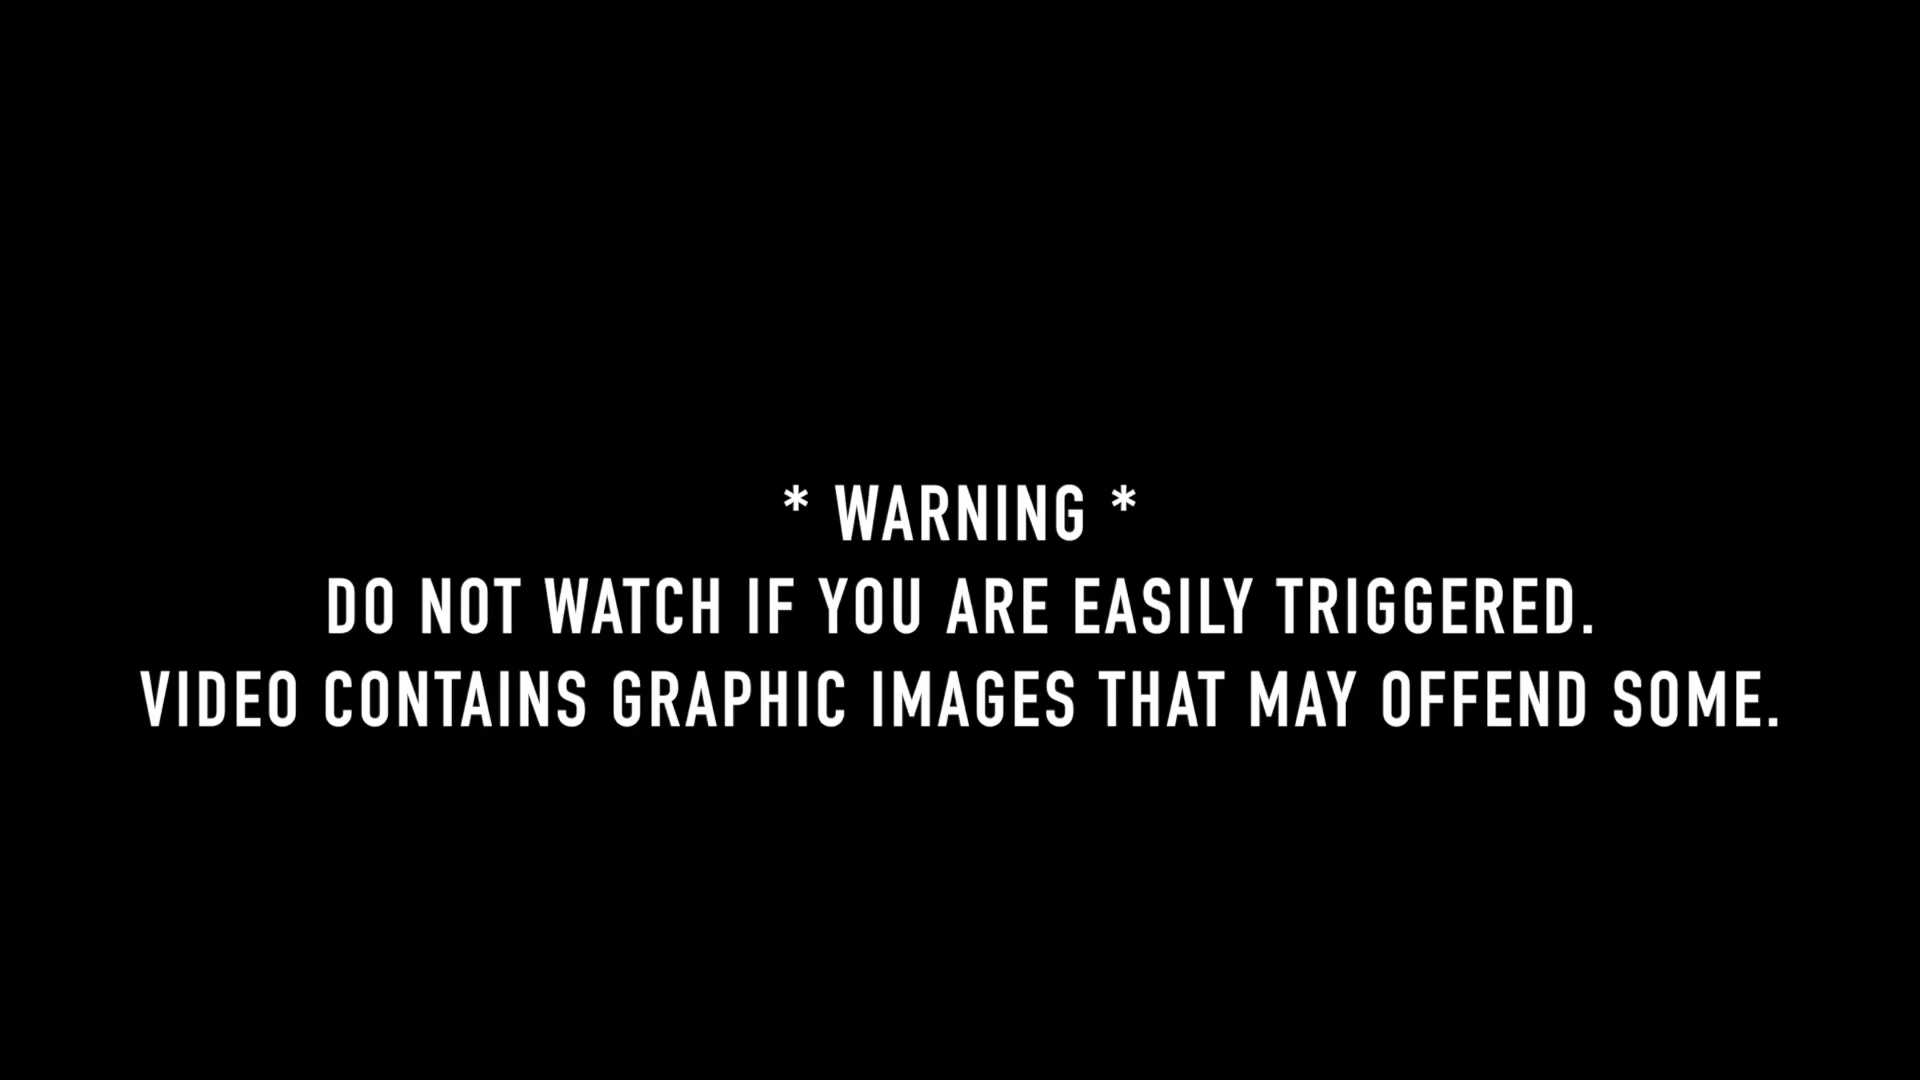 * WARNING *
DO NOT WATCH IF YOU ARE EASILY TRIGGERED.
VIDEO CONTAINS GRAPHIC IMAGES THAT MAY OFFEND SOME.